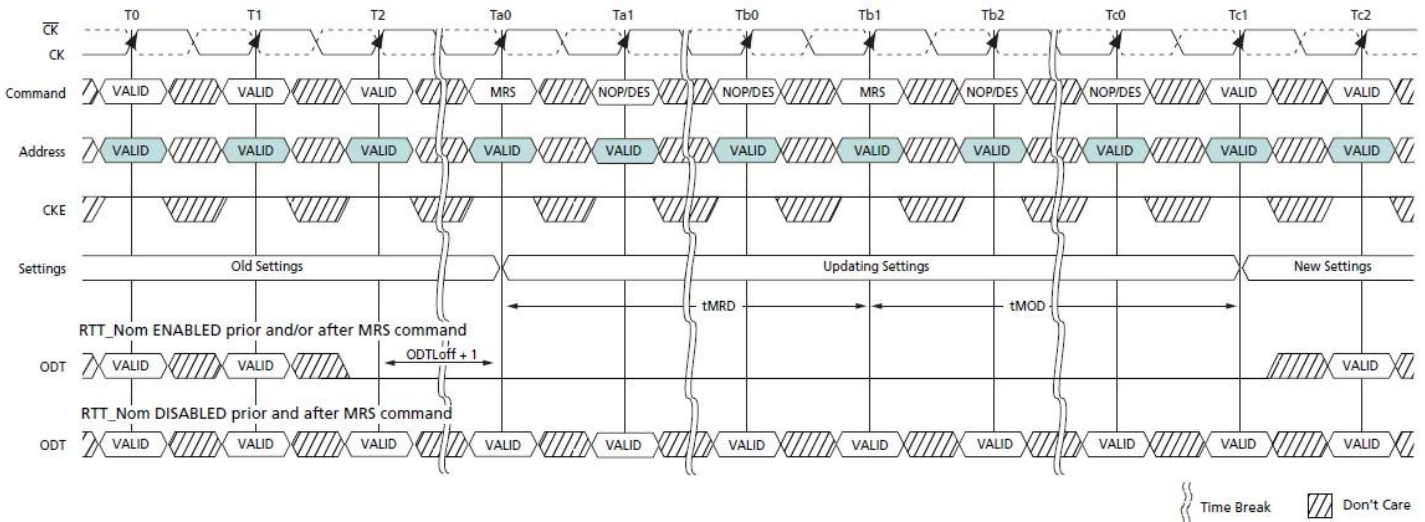 T0 T1 T2 Ta0 Ta1 Tb0 Tb1 Tb2 Tc0 Tc1 Tc2
CK
CK
Command VALID VALID VALID MRS NOP/DES NOP/DES MRS NOP/DES NOP/DES VALID VALID
Address VALID VALID VALID VALID VALID VALID VALID VALID VALID VALID VALID
CKE
Settings Old Settings Updating Settings New Settings
tMRD tMOD
RTT_Nom ENABLED prior and/or after MRS command
ODTLoff + 1
ODT VALID VALID VALID
RTT_Nom DISABLED prior and after MRS command
ODT VALID VALID VALID VALID VALID VALID VALID VALID VALID VALID VALID
Time Break Don't Care